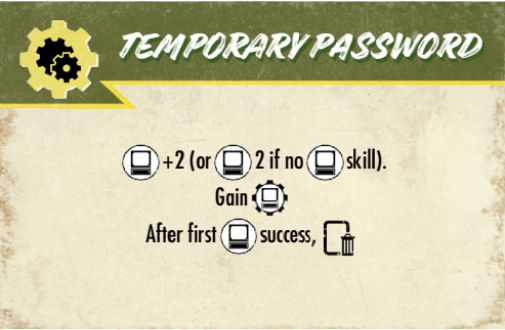 TEMPORARY PASSWORD
+2 (or 2 if no skill).
Gain
After first success,